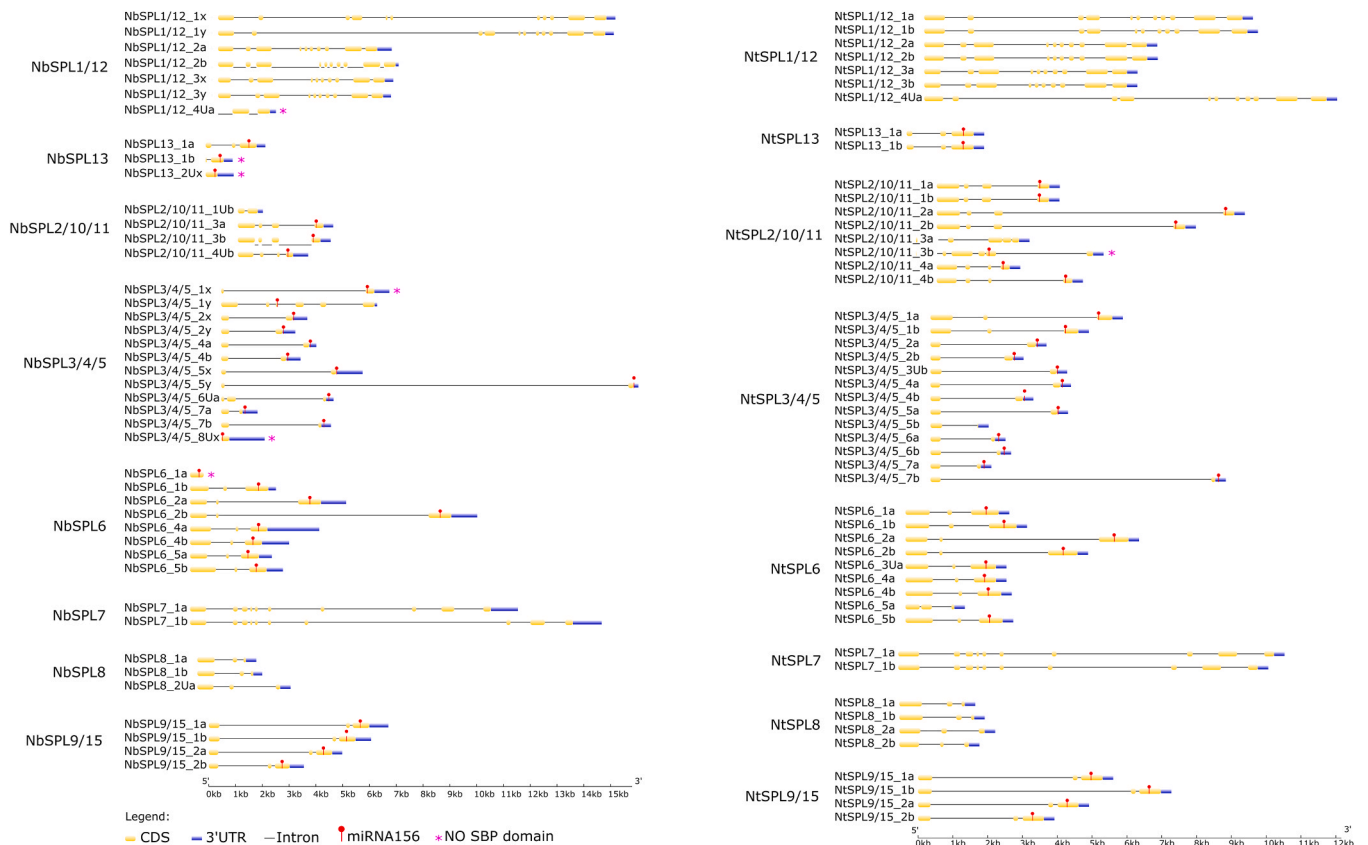 NbSPL1/12
NbSPL1/12_1x
NbSPL1/12_1y
NbSPL1/12_2a
NbSPL1/12_2b
NbSPL1/12_3x
NbSPL1/12_3y
NbSPL1/12_4Ua *
NbSPL13
NbSPL13_1a
NbSPL13_1b *
NbSPL13_2Ux *
NbSPL2/10/11
NbSPL2/10/11_1Ub
NbSPL2/10/11_3a
NbSPL2/10/11_3b
NbSPL2/10/11_4Ub
NbSPL3/4/5
NbSPL3/4/5_1x *
NbSPL3/4/5_1y
NbSPL3/4/5_2x
NbSPL3/4/5_2y
NbSPL3/4/5_4a
NbSPL3/4/5_4b
NbSPL3/4/5_5x
NbSPL3/4/5_5y
NbSPL3/4/5_6Ua
NbSPL3/4/5_7a
NbSPL3/4/5_7b
NbSPL3/4/5_8Ux *
NbSPL6
NbSPL6_1a *
NbSPL6_1b
NbSPL6_2a
NbSPL6_2b
NbSPL6_4a
NbSPL6_4b
NbSPL6_5a
NbSPL6_5b
NbSPL7
NbSPL7_1a
NbSPL7_1b
NbSPL8
NbSPL8_1a
NbSPL8_1b
NbSPL8_2Ua
NbSPL9/15
NbSPL9/15_1a
NbSPL9/15_1b
NbSPL9/15_2a
NbSPL9/15_2b
5' 3'
0kb 1kb 2kb 3kb 4kb 5kb 6kb 7kb 8kb 9kb 10kb 11kb 12kb 13kb 14kb 15kb
Legend:
CDS 3'UTR Intron miRNA156 * NO SBP domain
NtSPL1/12
NtSPL1/12_1a
NtSPL1/12_1b
NtSPL1/12_2a
NtSPL1/12_2b
NtSPL1/12_3a
NtSPL1/12_3b
NtSPL1/12_4Ua
NtSPL13
NtSPL13_1a
NtSPL13_1b
NtSPL2/10/11
NtSPL2/10/11_1a
NtSPL2/10/11_1b
NtSPL2/10/11_2a
NtSPL2/10/11_2b
NtSPL2/10/11_3a
NtSPL2/10/11_3b *
NtSPL2/10/11_4a
NtSPL2/10/11_4b
NtSPL3/4/5
NtSPL3/4/5_1a
NtSPL3/4/5_1b
NtSPL3/4/5_2a
NtSPL3/4/5_2b
NtSPL3/4/5_3Ub
NtSPL3/4/5_4a
NtSPL3/4/5_4b
NtSPL3/4/5_5a
NtSPL3/4/5_5b
NtSPL3/4/5_6a
NtSPL3/4/5_6b
NtSPL3/4/5_7a
NtSPL3/4/5_7b
NtSPL6
NtSPL6_1a
NtSPL6_1b
NtSPL6_2a
NtSPL6_2b
NtSPL6_3Ua
NtSPL6_4a
NtSPL6_4b
NtSPL6_5a
NtSPL6_5b
NtSPL7
NtSPL7_1a
NtSPL7_1b
NtSPL8
NtSPL8_1a
NtSPL8_1b
NtSPL8_2a
NtSPL8_2b
NtSPL9/15
NtSPL9/15_1a
NtSPL9/15_1b
NtSPL9/15_2a
NtSPL9/15_2b
5' 3'
0kb 1kb 2kb 3kb 4kb 5kb 6kb 7kb 8kb 9kb 10kb 11kb 12kb